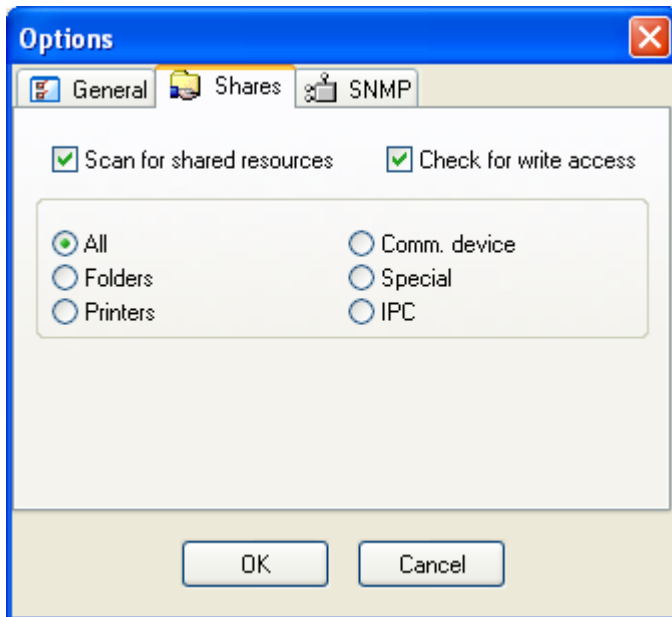 Options
General Shares SNMP
Scan for shared resources Check for write access
All Comm. device
Folders Special
Printers IPC
OK Cancel